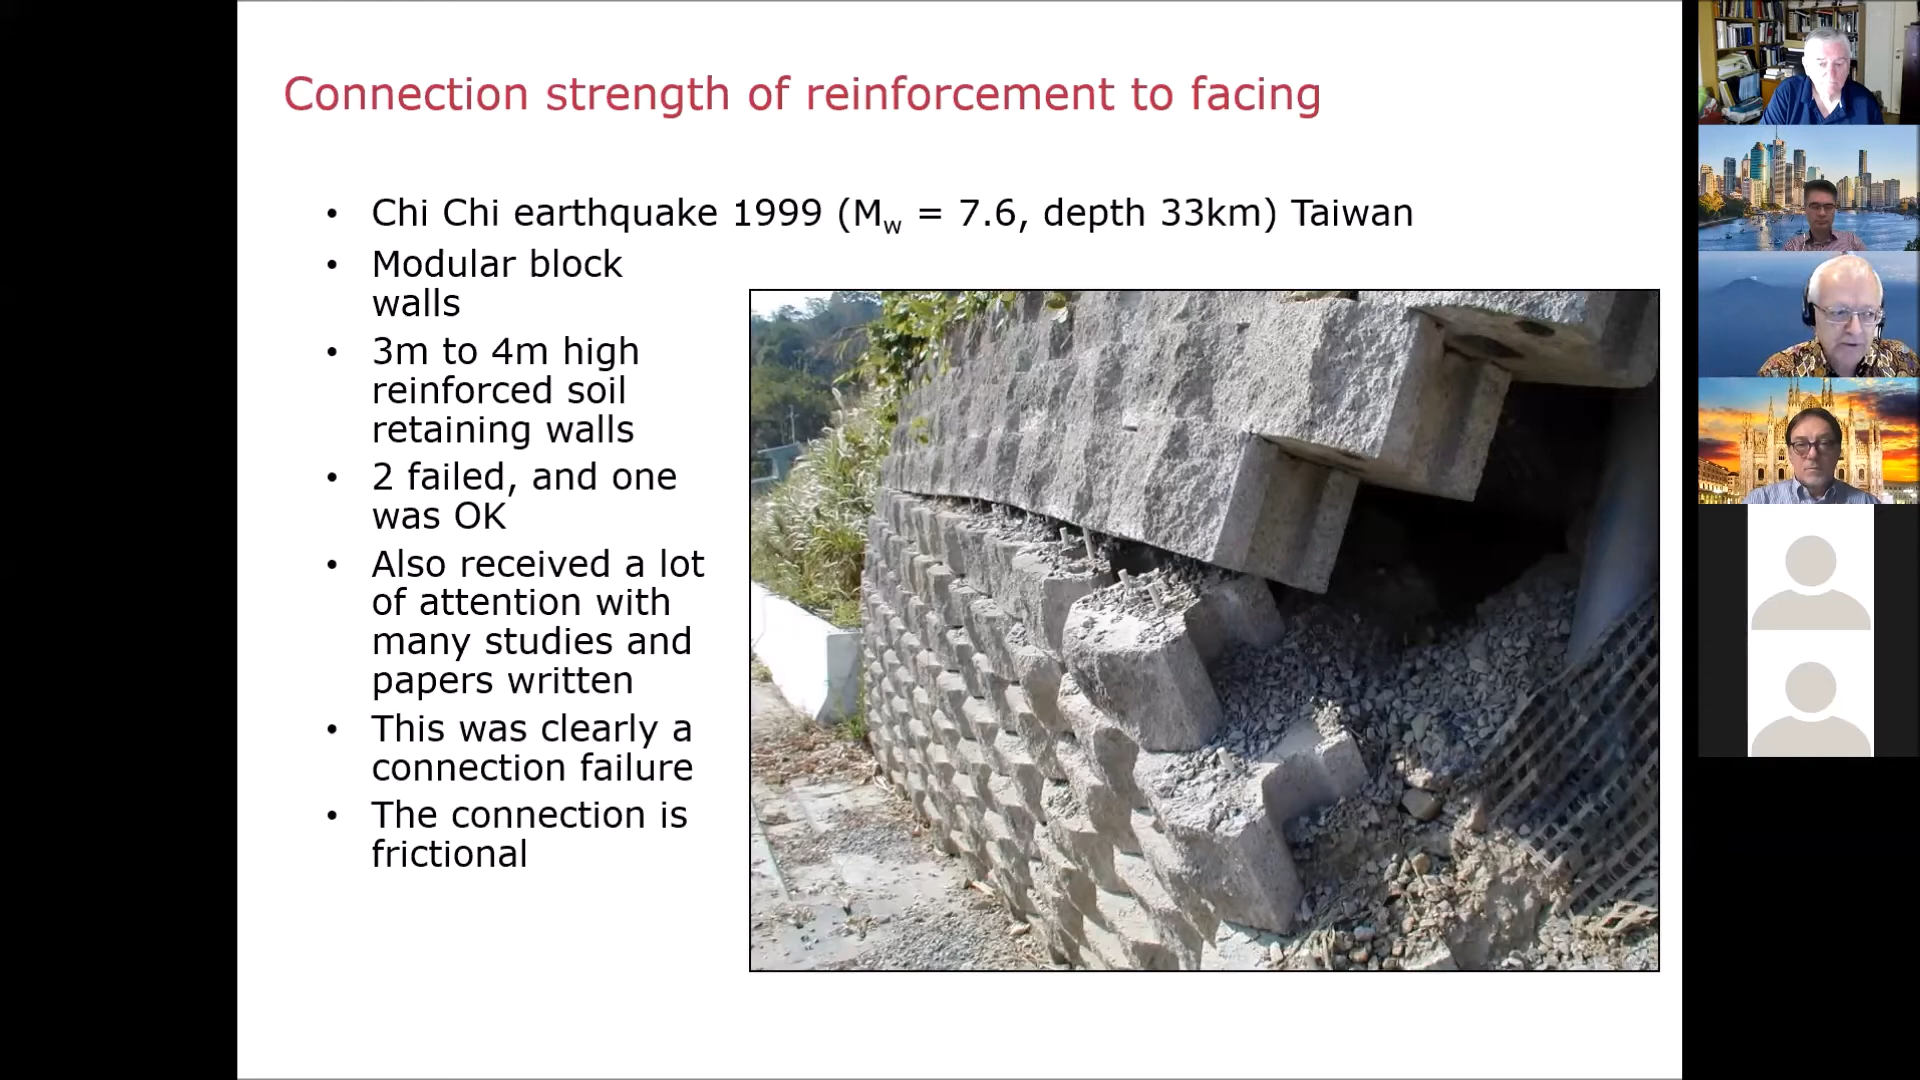 Connection strength of reinforcement to facing
• Chi Chi earthquake 1999 (Mw = 7.6, depth 33km) Taiwan
• Modular block
walls
• 3m to 4m high
reinforced soil
retaining walls
• 2 failed, and one
was OK
• Also received a lot
of attention with
many studies and
papers written
• This was clearly a
connection failure
• The connection is
frictional